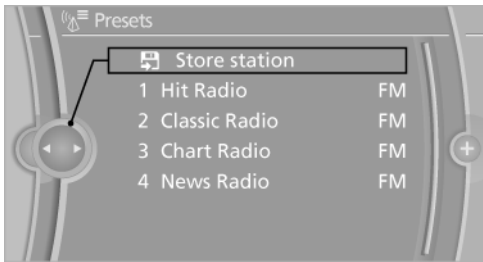 Presets
Store station
1 Hit Radio FM
2 Classic Radio FM
3 Chart Radio FM
4 News Radio FM